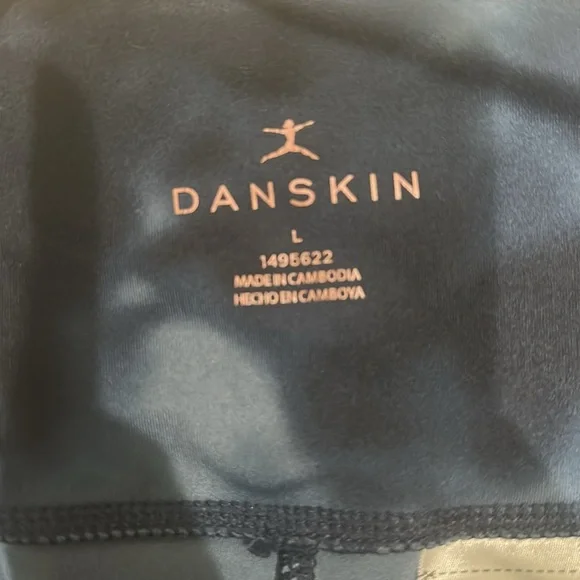 DANSKIN
L
1495622
MADE IN CAMBODIA
HECHO EN CAMBOYA